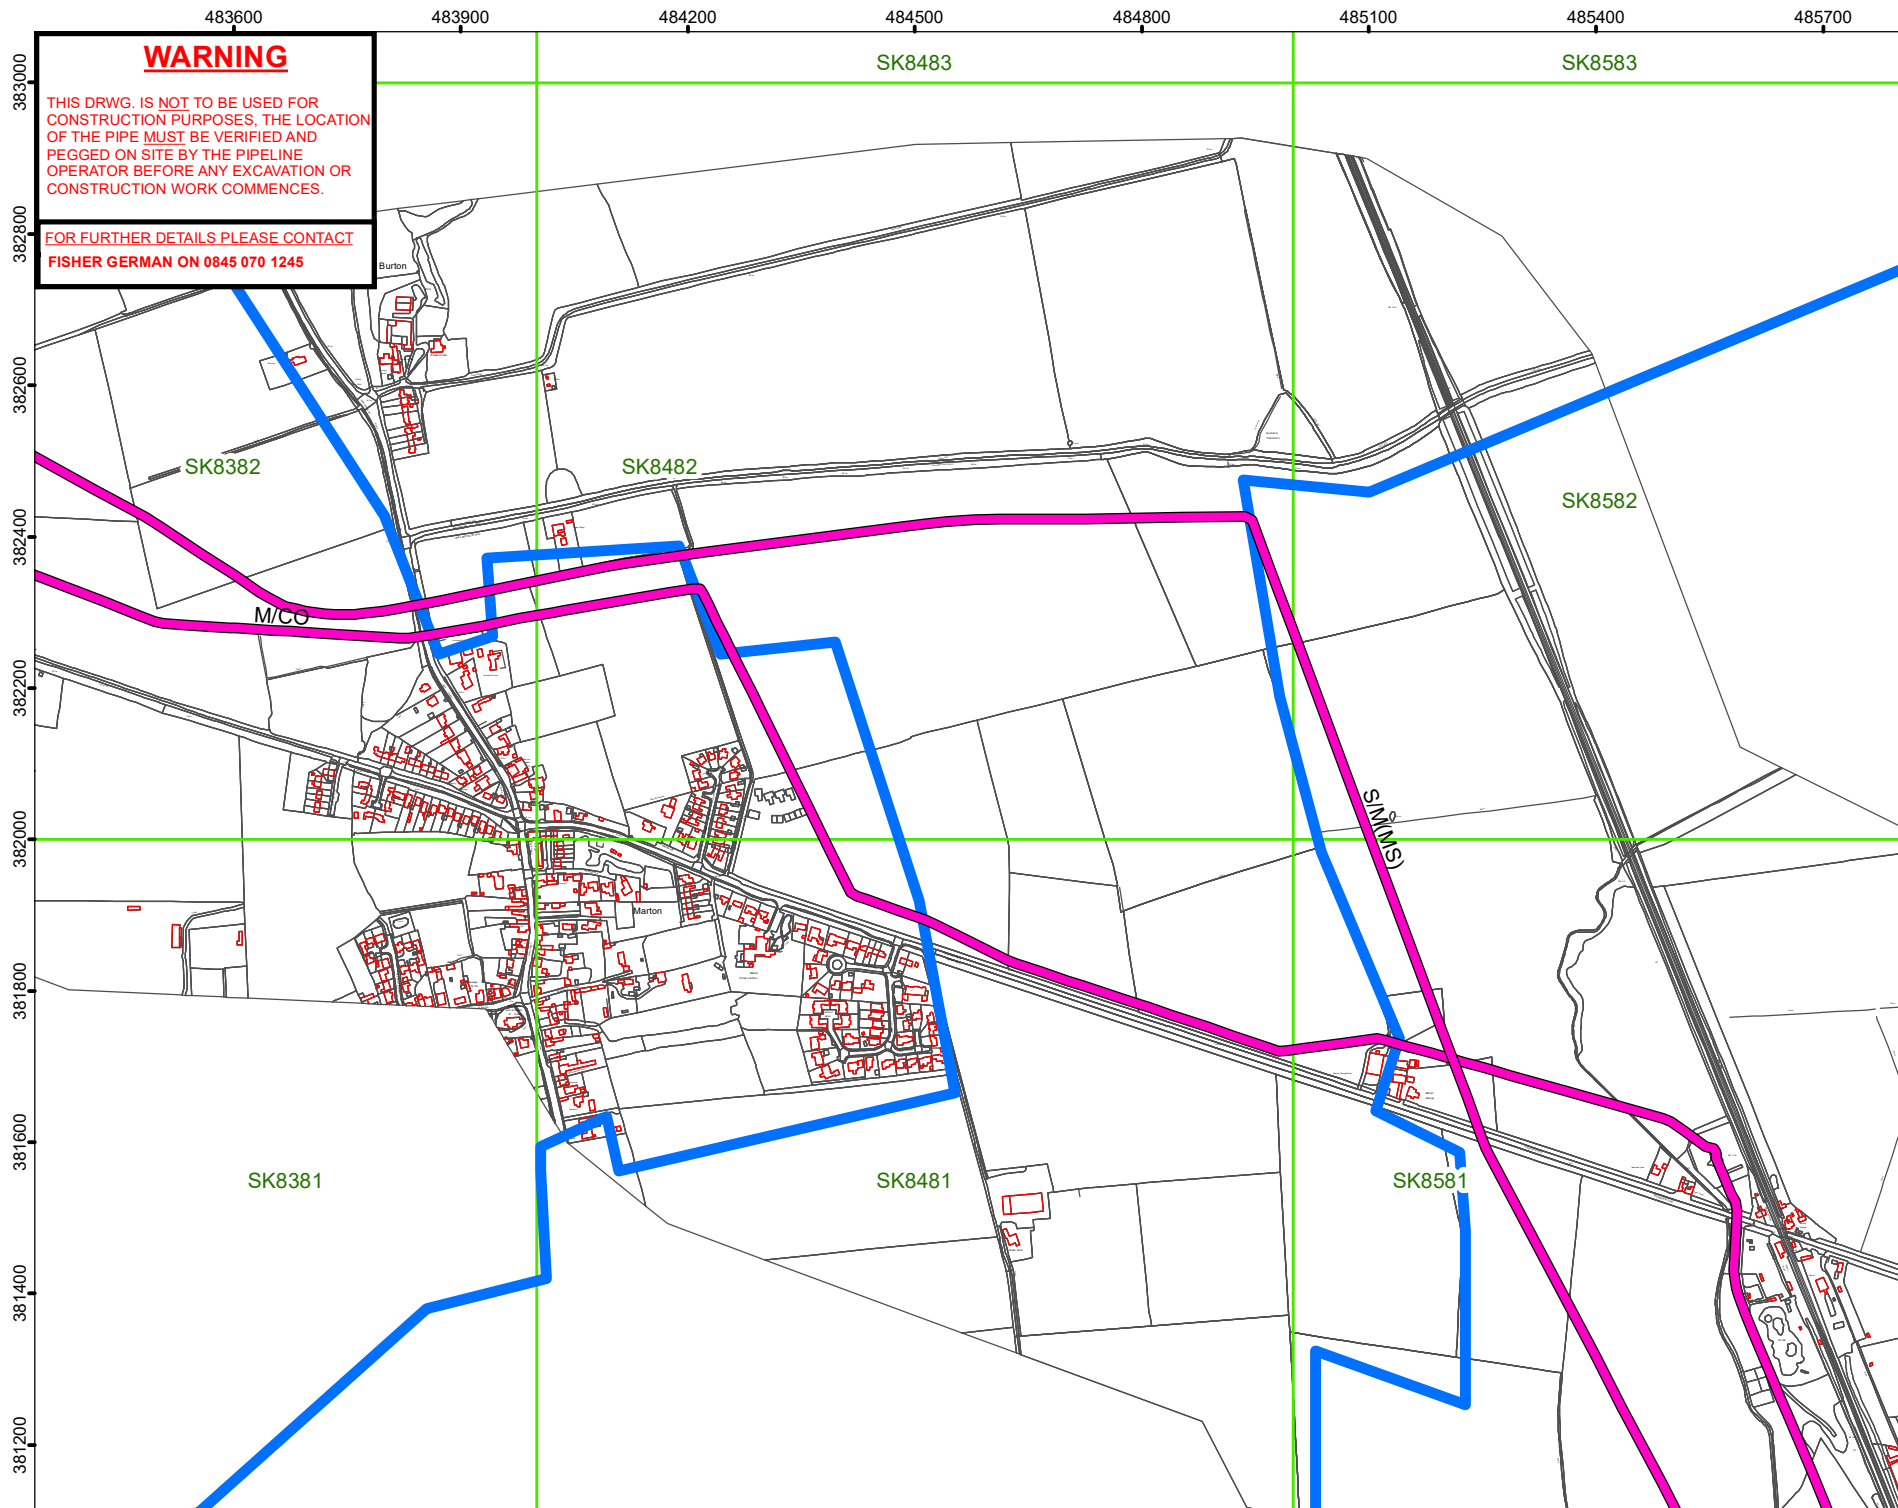 483600 483900 484200 484500 484800 485100 485400 485700
WARNING
THIS DRWG. IS NOT TO BE USED FOR
CONSTRUCTION PURPOSES, THE LOCATION
OF THE PIPE MUST BE VERIFIED AND
PEGGED ON SITE BY THE PIPELINE
OPERATOR BEFORE ANY EXCAVATION OR
CONSTRUCTION WORK COMMENCES.
FOR FURTHER DETAILS PLEASE CONTACT
FISHER GERMAN ON 0845 070 1245
SK8483
SK8583
383000
382800
Burton
382600
SK8382
SK8482
SK8582
382400
M/CO
382200
S/M(MS)
382000
Marton
381800
381600
SK8381
SK8481
SK8581
381400
381200